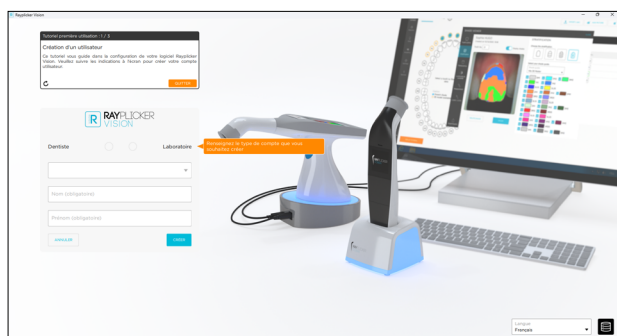 Rayplicker Vision
Tutoriel première utilisation : 1 / 3
Création d'un utilisateur
Ce tutoriel vous guide dans la configuration de votre logiciel Rayplicker
Vision. Veuillez suivre les indications à l'écran pour créer votre compte
utilisateur.
QUITTER
RAYPLICKER
VISION
Dentiste
Laboratoire
Renseignez le type de compte que vous
souhaitez créer
Nom (obligatoire)
Prénom (obligatoire)
ANNULER
CRÉER
Langue
Français